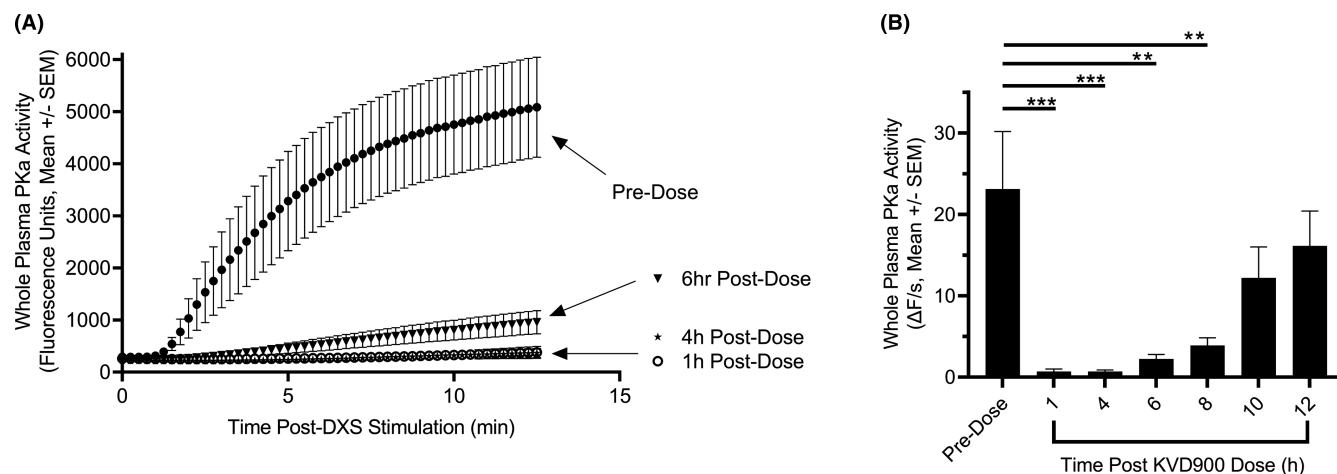 (A)
Whole Plasma PKa Activity
(Fluorescence Units, Mean +/- SEM)
6000
5000
4000
3000
2000
1000
0
0
5
10
15
Time Post-DXS Stimulation (min)
Pre-Dose
6hr Post-Dose
4h Post-Dose
1h Post-Dose
(B)
Whole Plasma PKa Activity
(ΔF/s, Mean +/- SEM)
30
20
10
0
**
**
***
***
Pre-Dose
1
4
6
8
10
12
Time Post KVD900 Dose (h)